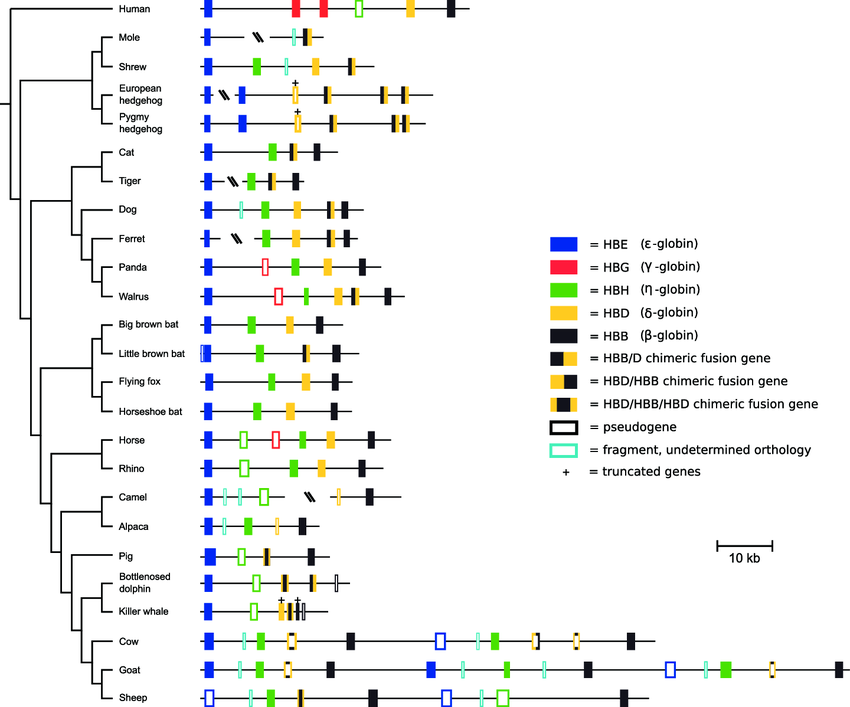 Human
Mole
Shrew
European
hedgehog
+
Pygmy
hedgehog
+
Cat
Tiger
Dog
Ferret
Panda
Walrus
Big brown bat
Little brown bat
Flying fox
Horseshoe bat
Horse
Rhino
Camel
Alpaca
Pig
Bottlenosed
dolphin
Killer whale
+ +
Cow
Goat
Sheep
= HBE (ε-globin)
= HBG (γ-globin)
= HBH (η-globin)
= HBD (δ-globin)
= HBB (β-globin)
= HBB/D chimeric fusion gene
= HBD/HBB chimeric fusion gene
= HBD/HBB/HBD chimeric fusion gene
= pseudogene
= fragment, undetermined orthology
+ = truncated genes
10 kb